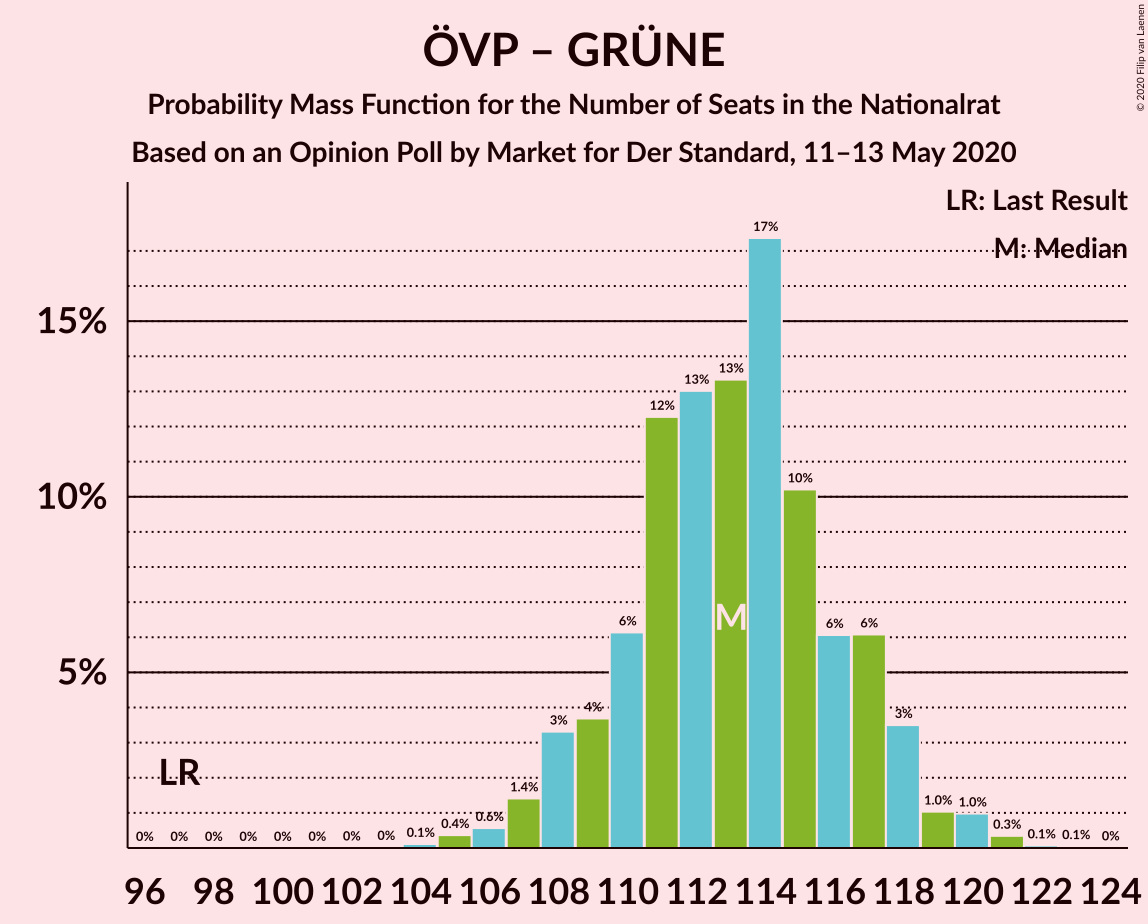 ÖVP – GRÜNE
Probability Mass Function for the Number of Seats in the Nationalrat
Based on an Opinion Poll by Market for Der Standard, 11–13 May 2020
© 2020 Filip van Laenen
LR: Last Result
M: Median
15%
10%
5%
0% 0% 0% 0% 0% 0% 0% 0% 0.1% 0.4% 0.6% 1.4% 3% 4% 6% 12% 13% 13% 17% 10% 6% 6% 3% 1.0% 1.0% 0.3% 0.1% 0.1% 0%
LR
M
96 98 100 102 104 106 108 110 112 114 116 118 120 122 124